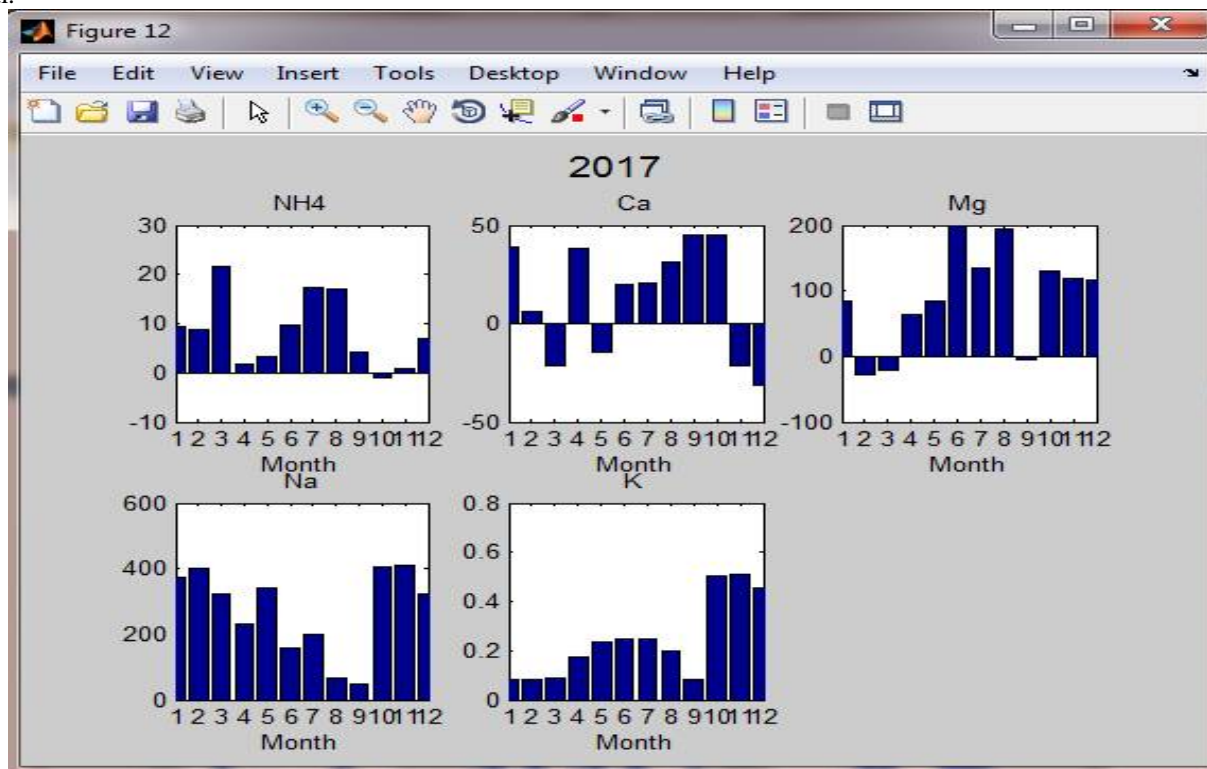 Figure 12
File Edit View Insert Tools Desktop Window Help
2017
NH4
30
20
10
0
-10
1 2 3 4 5 6 7 8 9 10 11 12
Month
Ca
50
0
-50
1 2 3 4 5 6 7 8 9 10 11 12
Month
Mg
200
100
0
-100
1 2 3 4 5 6 7 8 9 10 11 12
Month
Na
600
400
200
0
1 2 3 4 5 6 7 8 9 10 11 12
Month
K
0.8
0.6
0.4
0.2
0
1 2 3 4 5 6 7 8 9 10 11 12
Month